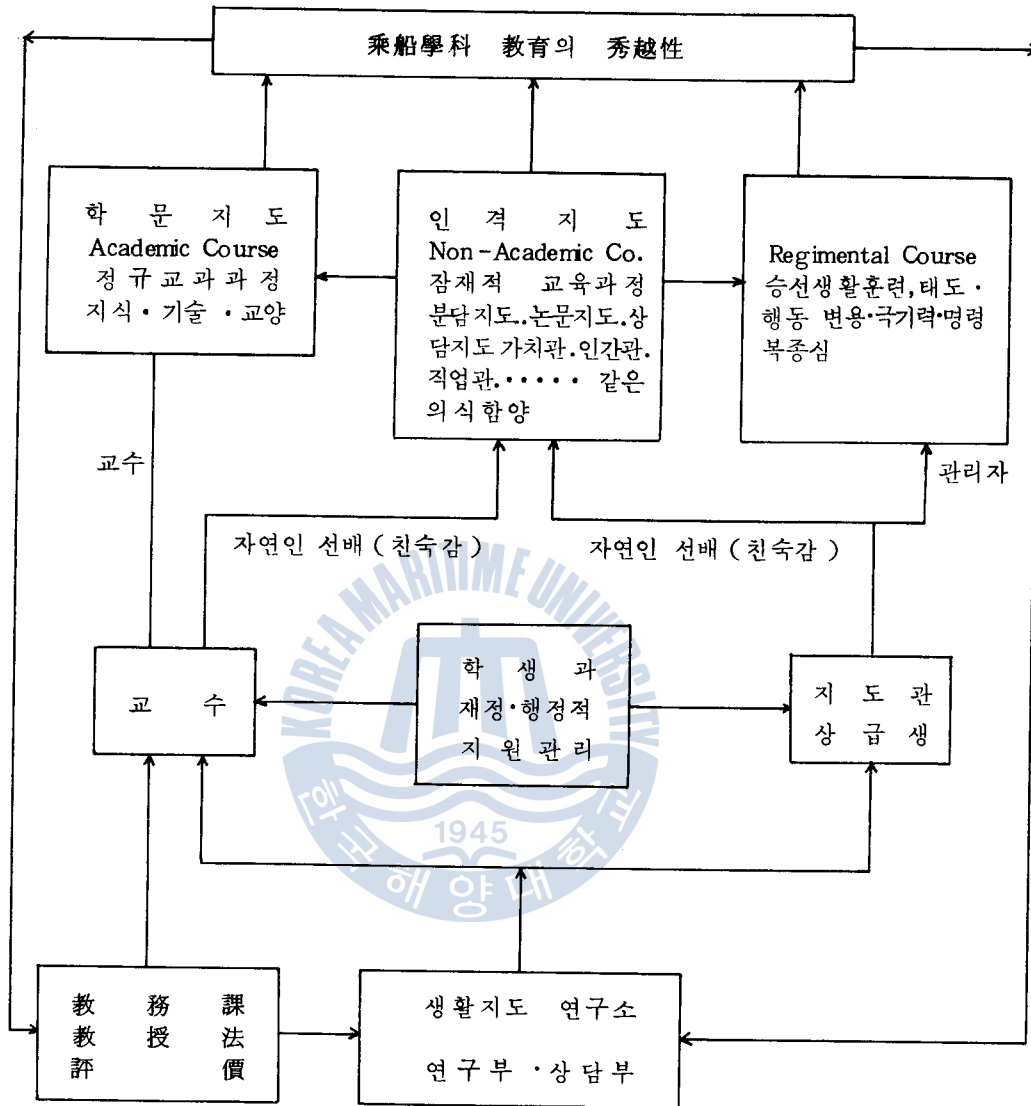 乘船學科 敎育의 秀越性
학 문 지 도
Academic Course
정규교과과정
지식·기술·교양
인 격 지 도
Non-Academic Co.
잠재적 교육과정
분담지도..논문지도.상
담지도 가치관.인간관.
직업관.····· 같은
의식함양
Regimental Course
승선생활훈련,태도·
행동 변용·극기력·명령
복종심
교수
관리자
자연인 선배 (친숙감)
자연인 선배 (친숙감)
교 수
학 생 과
재정·행정적
지원관리
지 도 관
상 급 생
敎 務 課
敎 授 法
評 價
생활지도 연구소
연구부 ·상담부
KOREA MARITIME UNIVERSITY
1945
한국해양대학교